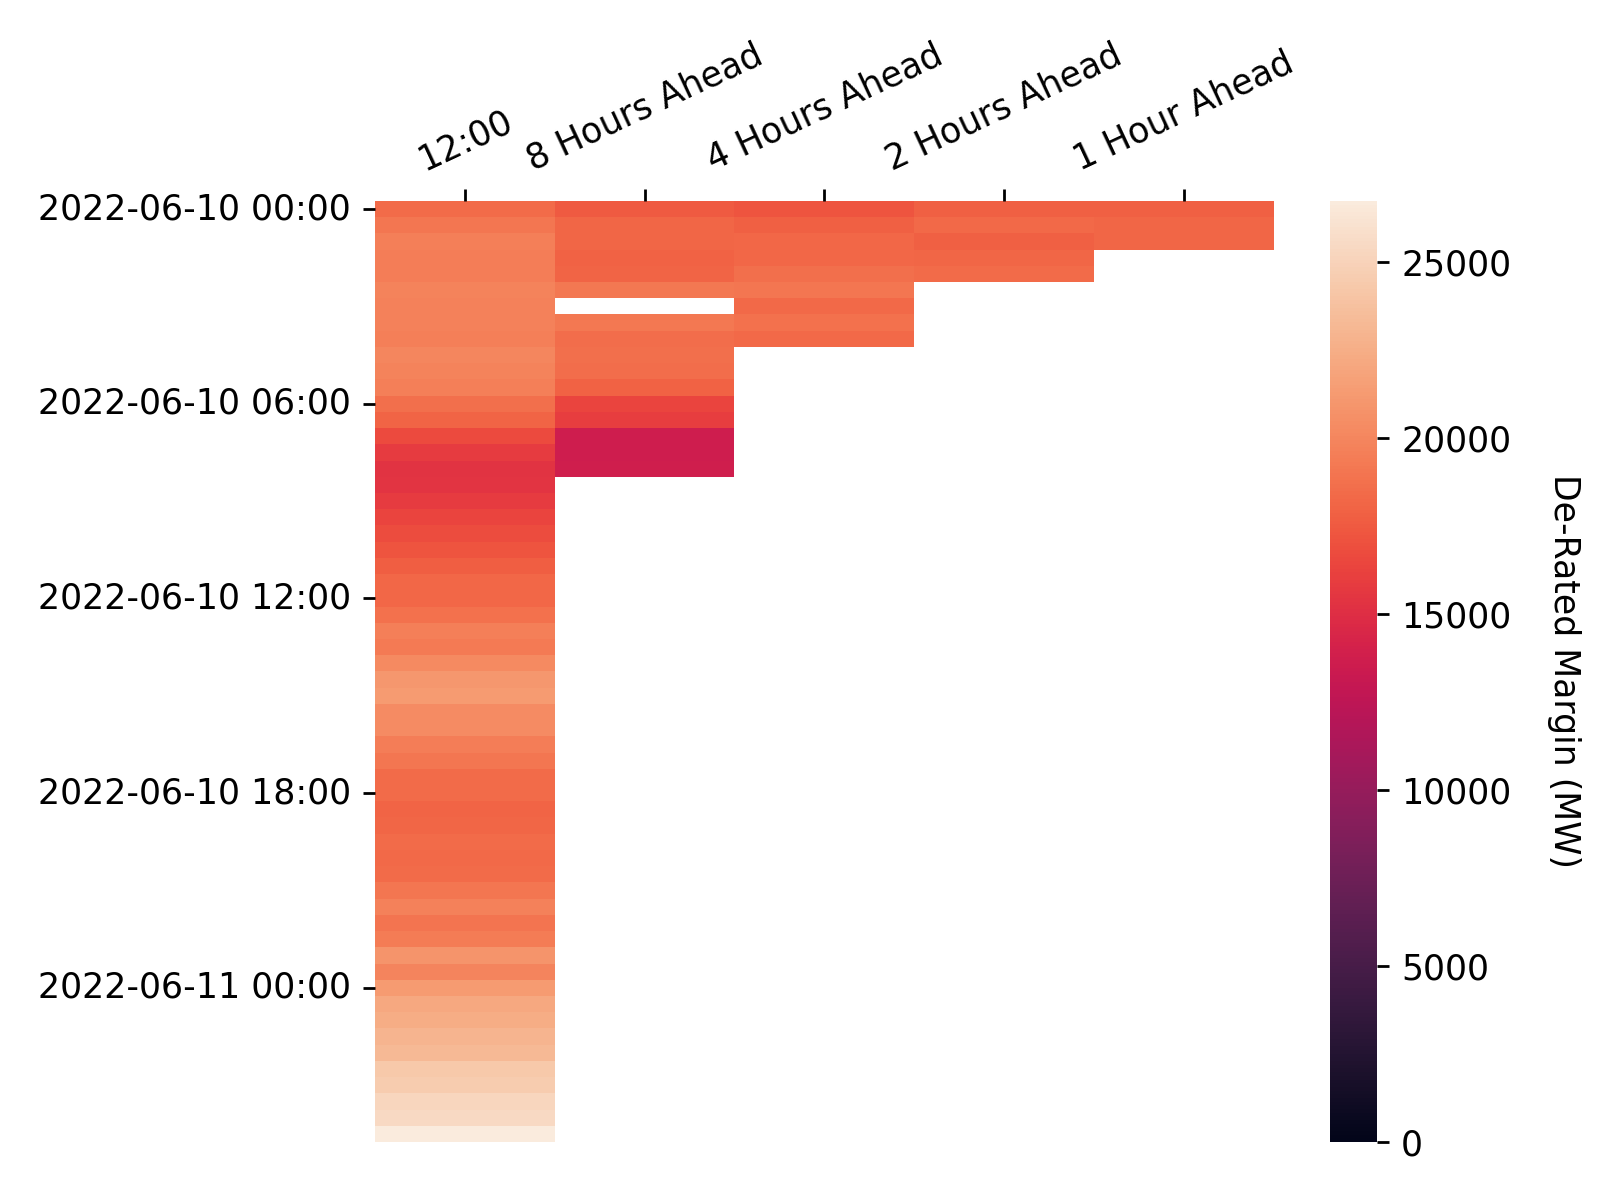 12:00
8 Hours Ahead
4 Hours Ahead
2 Hours Ahead
1 Hour Ahead
2022-06-10 00:00
2022-06-10 06:00
2022-06-10 12:00
2022-06-10 18:00
2022-06-11 00:00
25000
20000
15000
10000
5000
0
De-Rated Margin (MW)